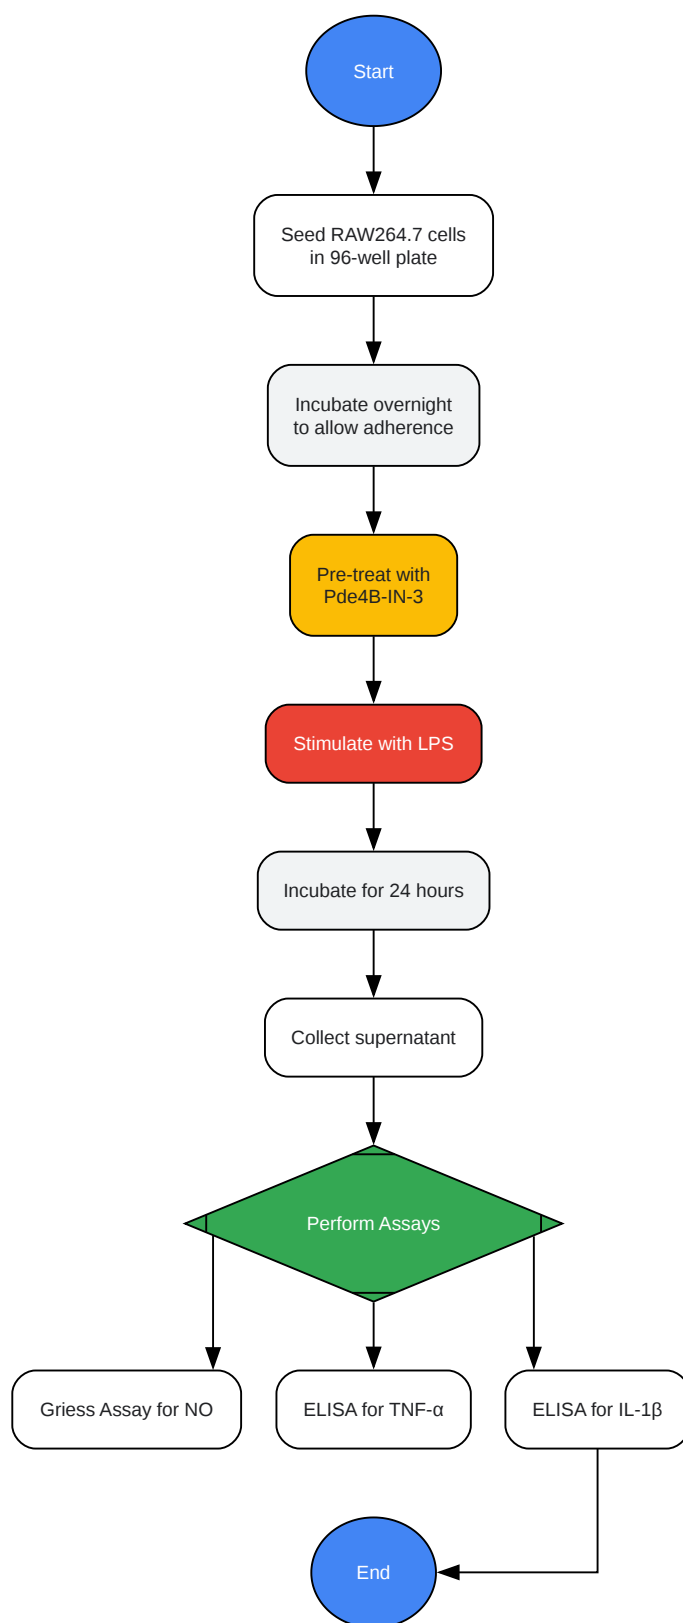 Start
Seed RAW264.7 cells
in 96-well plate
Incubate overnight
to allow adherence
Pre-treat with
Pde4B-IN-3
Stimulate with LPS
Incubate for 24 hours
Collect supernatant
Perform Assays
Griess Assay for NO
ELISA for TNF-α
ELISA for IL-1β
End